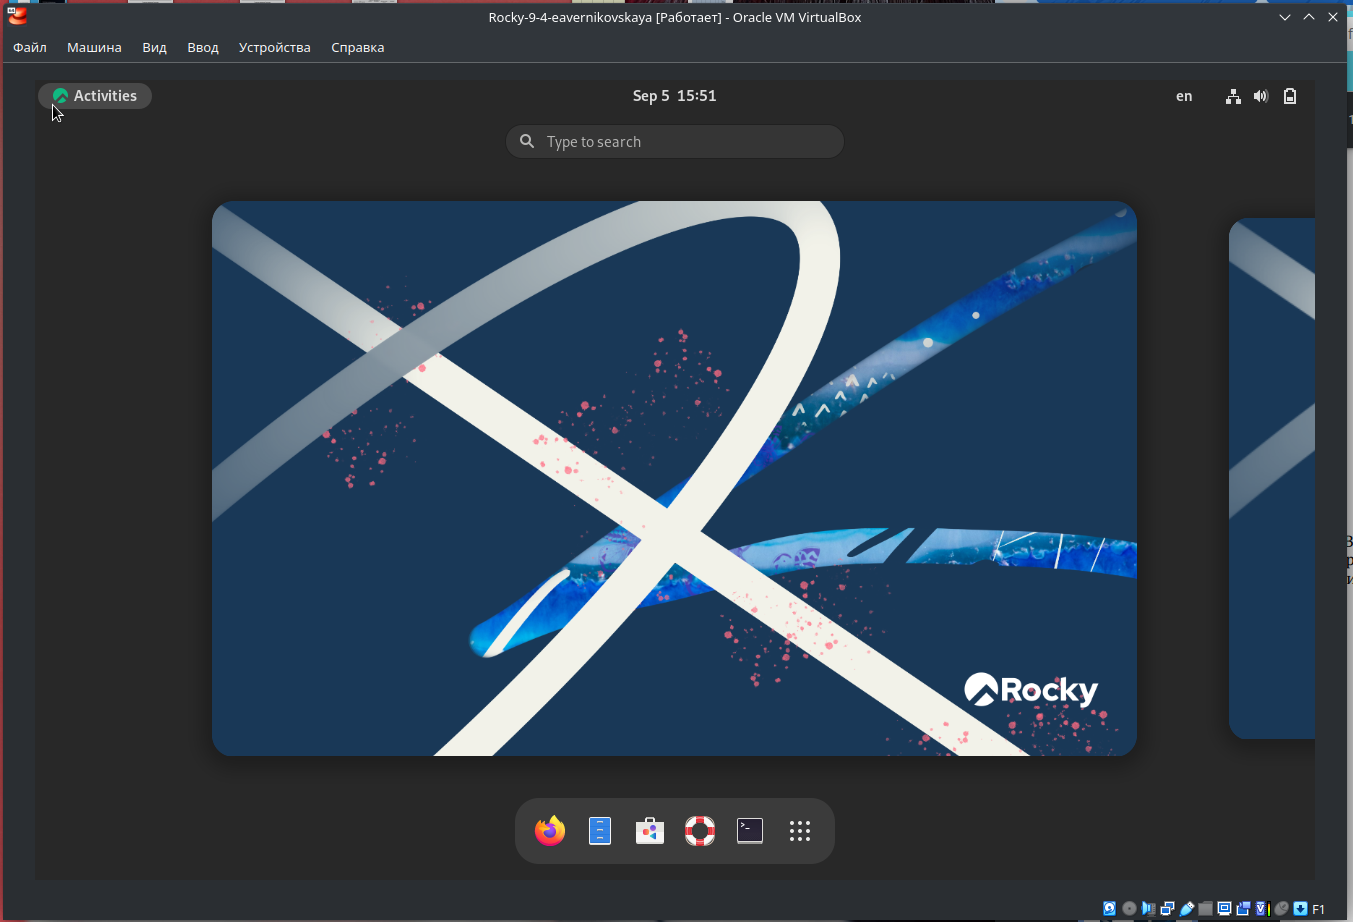 Rocky-9-4-eavernikovskaya [Работает] - Oracle VM VirtualBox
Файл Машина Вид Ввод Устройства Справка
Activities Sep 5 15:51 en
Type to search
Rocky
F1